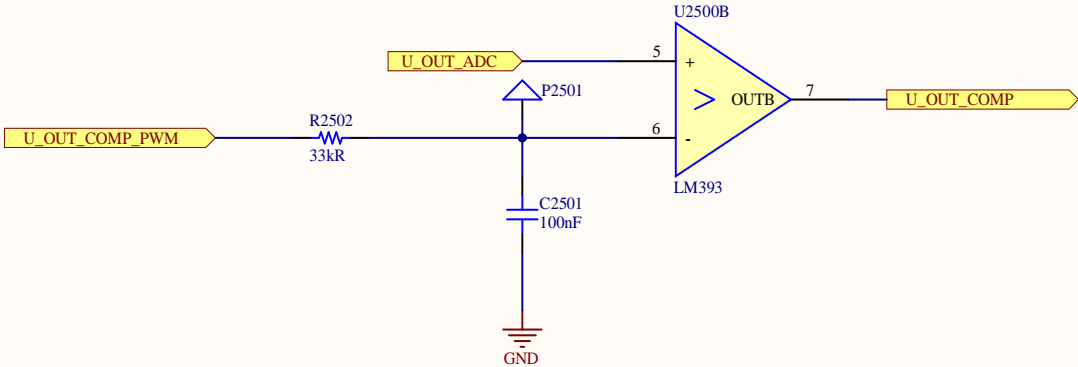 U2500B
U_OUT_ADC
5
+
P2501
OUTB
7
U_OUT_COMP
R2502
U_OUT_COMP_PWM
6
-
33kR
LM393
C2501
100nF
GND